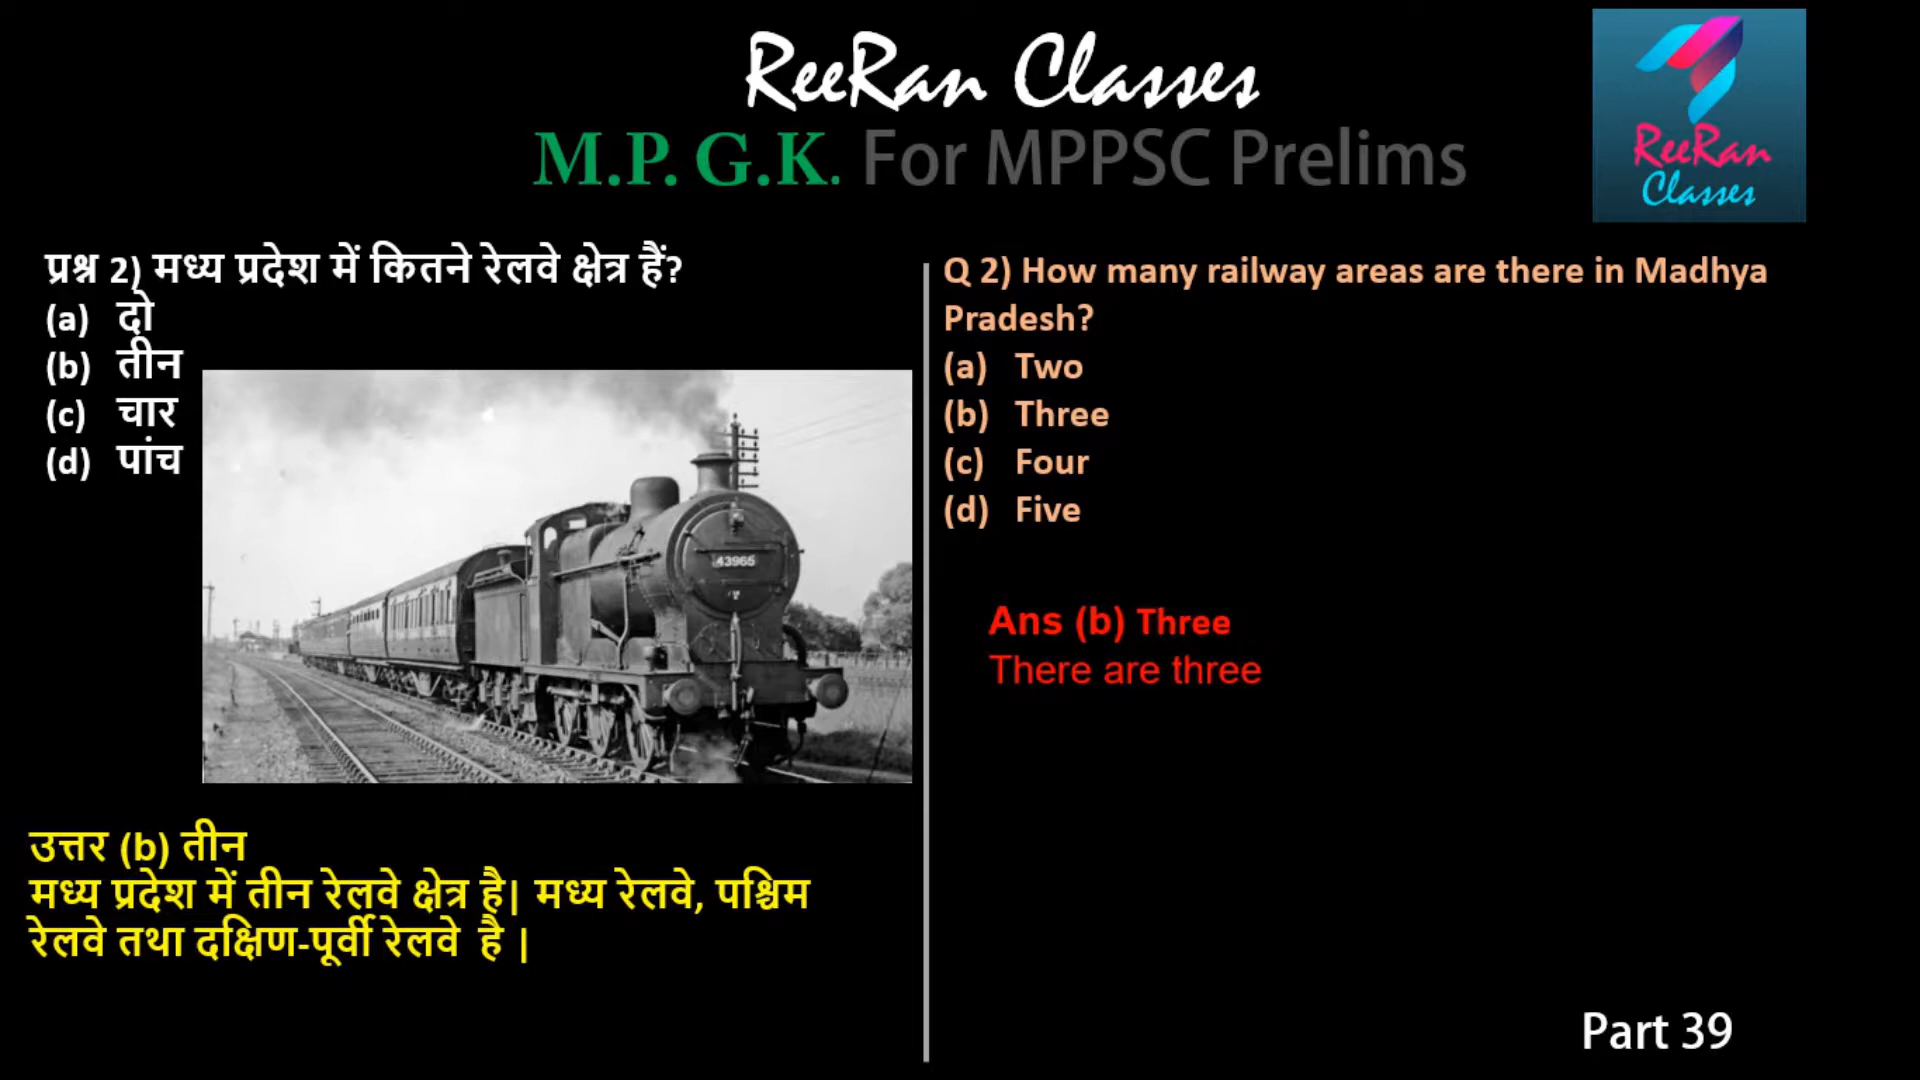 ReeRan Classes
M.P. G.K. For MPPSC Prelims
ReeRan
Classes
प्रश्न 2) मध्य प्रदेश में कितने रेलवे क्षेत्र हैं?
(a) दो
(b) तीन
(c) चार
(d) पांच
43965
उत्तर (b) तीन
मध्य प्रदेश में तीन रेलवे क्षेत्र है| मध्य रेलवे, पश्चिम
रेलवे तथा दक्षिण-पूर्वी रेलवे है |
Q 2) How many railway areas are there in Madhya
Pradesh?
(a) Two
(b) Three
(c) Four
(d) Five
Ans (b) Three
There are three
Part 39